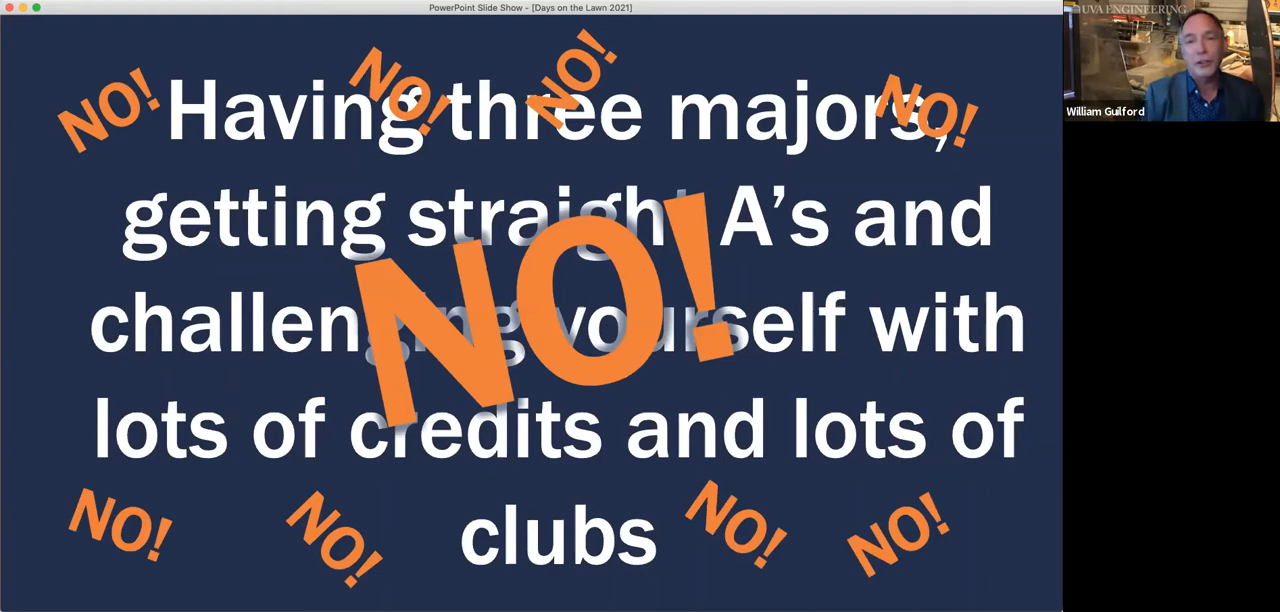 PowerPoint Slide Show - [Days on the Lawn 2021]
UVA ENGINEERING
William Guilford
NO! NO! NO! NO!
Having three majors,
getting straight A’s and
NO!
challenging yourself with
lots of credits and lots of
clubs
NO! NO! NO! NO!